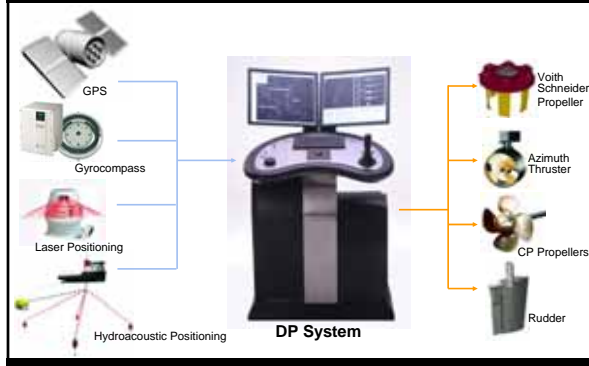 GPS
Gyrocompass
Laser Positioning
Hydroacoustic Positioning
DP System
Voith
Schneider
Propeller
Azimuth
Thruster
CP Propellers
Rudder